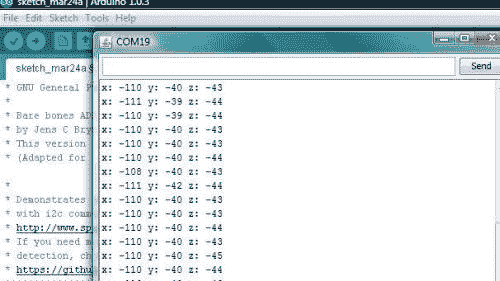 sketch_mar24a | Arduino 1.0.3
File Edit Sketch Tools Help
COM19
Send
sketch_mar24a
* GNU General P
*
* Bare bones AD
* by Jens C Bry
* This version
* (Adapted for
*
* Demonstrates
* with i2c comm
* http://www.sp
* If you need m
* detection, ch
* https://githu
x: -110 y: -40 z: -43
x: -111 y: -39 z: -44
x: -110 y: -39 z: -44
x: -110 y: -40 z: -43
x: -110 y: -40 z: -44
x: -108 y: -40 z: -43
x: -111 y: -42 z: -44
x: -110 y: -40 z: -43
x: -110 y: -40 z: -43
x: -110 y: -40 z: -44
x: -110 y: -40 z: -43
x: -110 y: -40 z: -45
x: -110 y: -40 z: -44